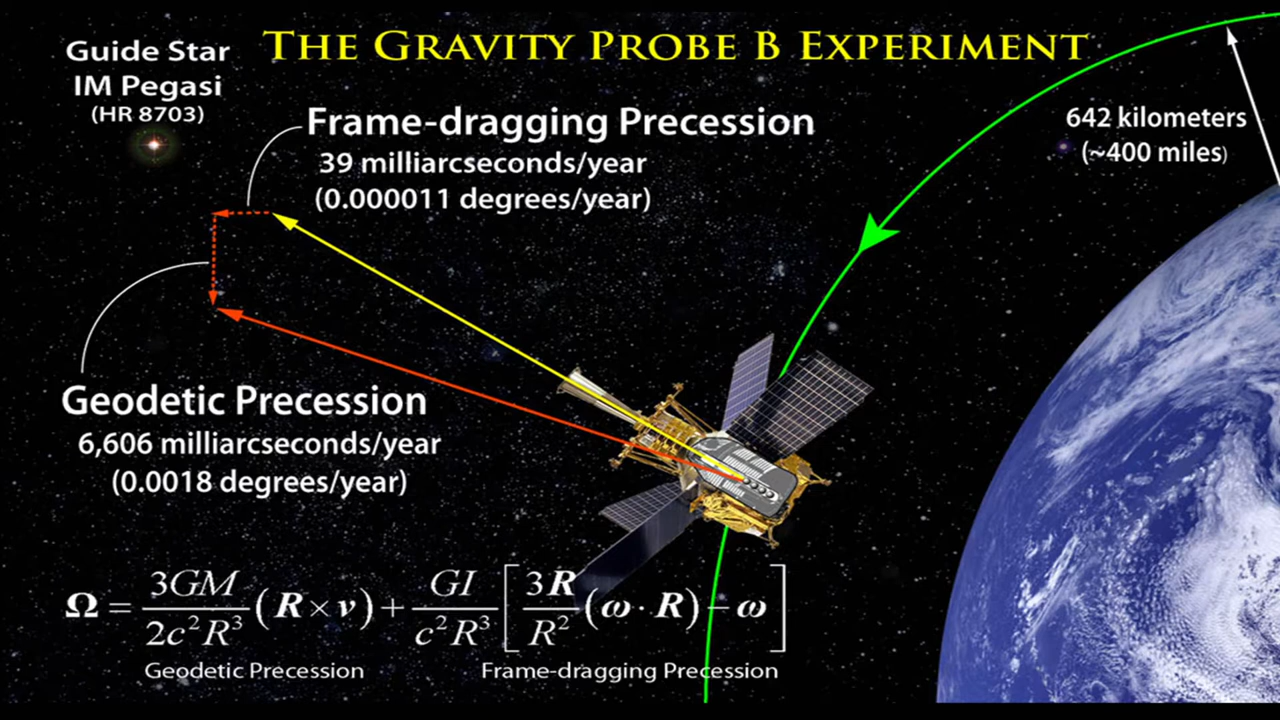 THE GRAVITY PROBE B EXPERIMENT
Guide Star
IM Pegasi
(HR 8703)
Frame-dragging Precession
39 milliarcseconds/year
(0.000011 degrees/year)
642 kilometers
(~400 miles)
Geodetic Precession
6,606 milliarcseconds/year
(0.0018 degrees/year)
Ω = 3GM / 2c²R³ (R × v) + GI / c²R³ [ 3R / R² (ω · R) − ω ]
Geodetic Precession
Frame-dragging Precession